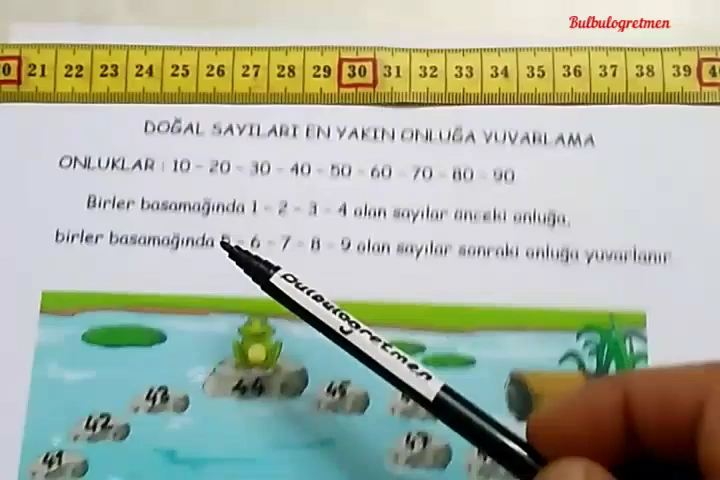 Bulbulogretmen
0 21 22 23 24 25 26 27 28 29 30 31 32 33 34 35 36 37 38 39 4
DOĞAL SAYILARI EN YAKIN ONLUĞA YUVARLAMA
ONLUKLAR : 10 - 20 - 30 - 40 - 50 - 60 - 70 - 80 - 90
Birler basamağında 1 - 2 - 3 - 4 olan sayılar önceki onluğa,
birler basamağında 5 - 6 - 7 - 8 - 9 olan sayılar sonraki onluğa yuvarlanır.
Bulbulogretmen
44
43
45
42
47
41